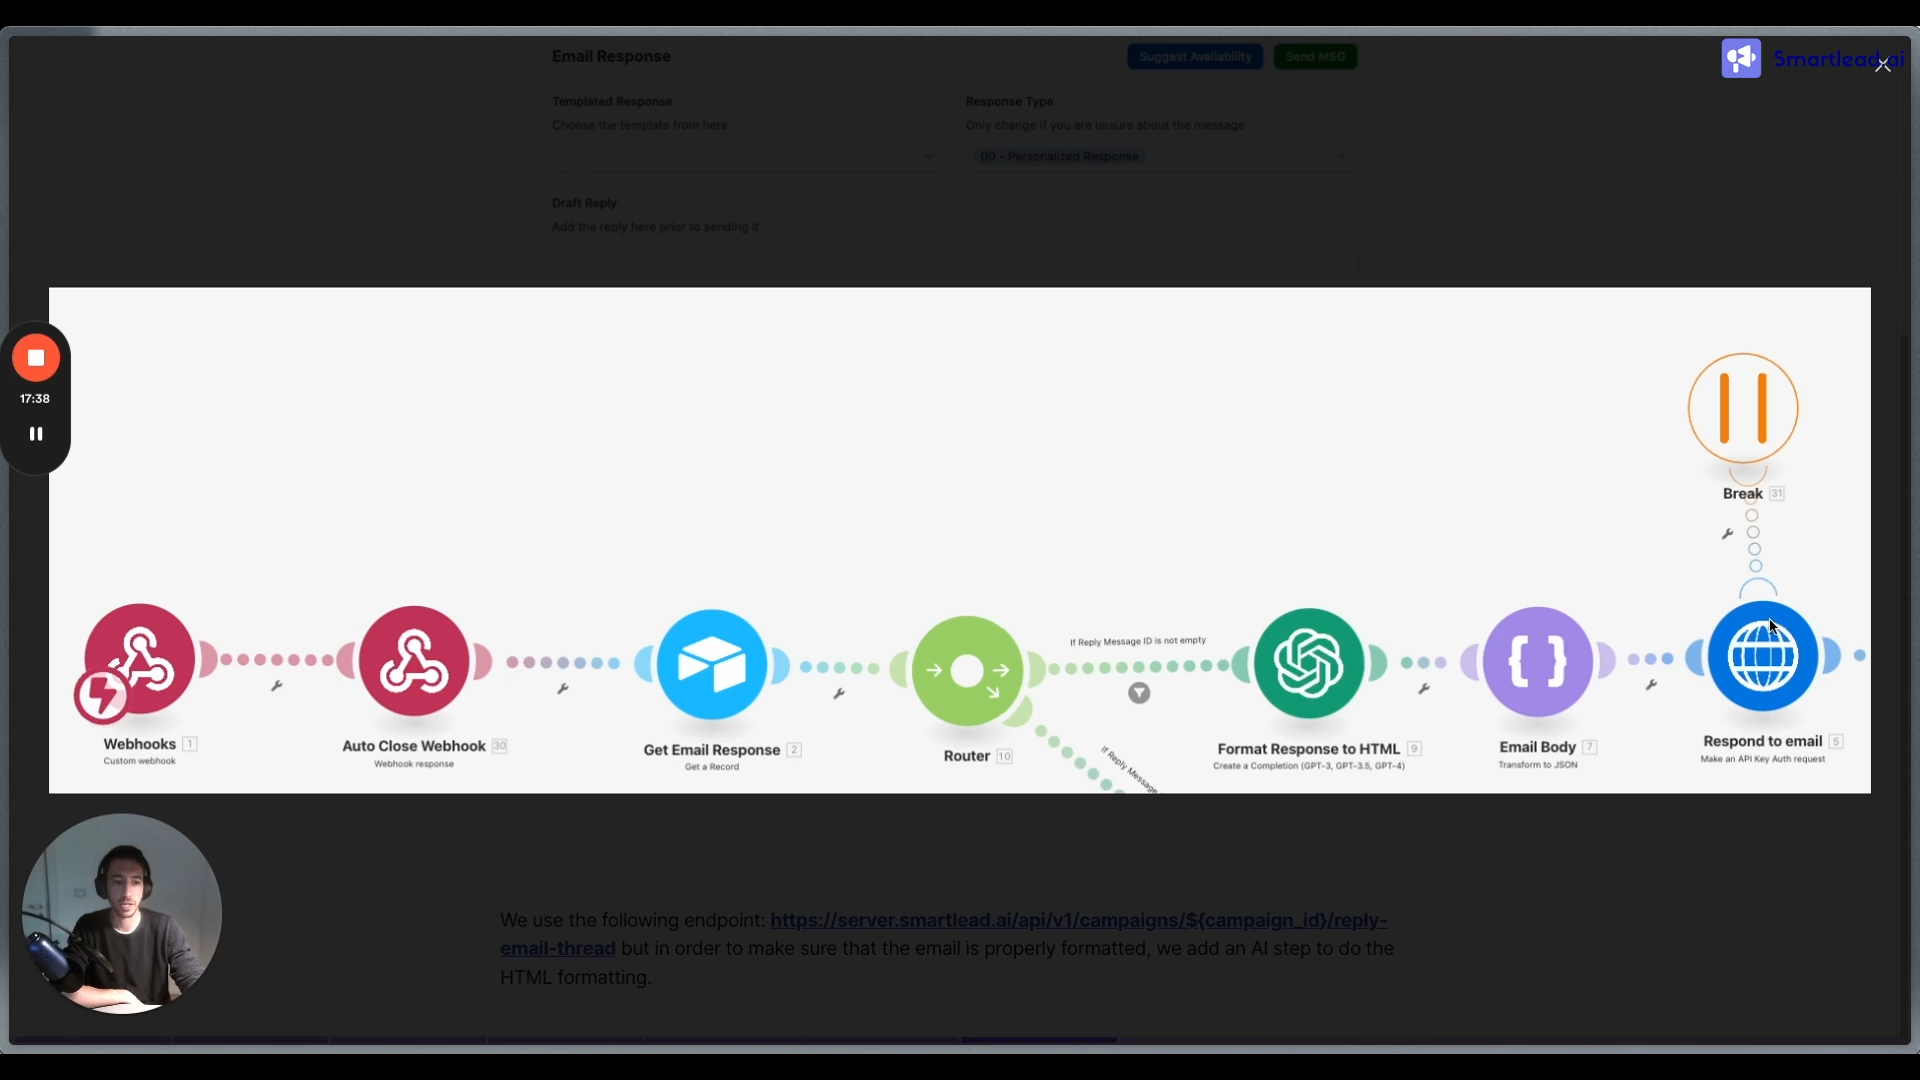 Email Response
Suggest Availability
Send MSG
Smartlead.ai
Templated Response
Response Type
Choose the template from here
Only change if you are unsure about the message
00 - Personalized Response
Draft Reply
Add the reply here prior to sending it
17:38
Break 31
If Reply Message ID is not empty
If Reply Message
Webhooks 1
Custom webhook
Auto Close Webhook 30
Webhook response
Get Email Response 2
Get a Record
Router 10
Format Response to HTML 9
Create a Completion (GPT-3, GPT-3.5, GPT-4)
Email Body 7
Transform to JSON
Respond to email 5
Make an API Key Auth request
We use the following endpoint: https://server.smartlead.ai/api/v1/campaigns/${campaign_id}/reply-
email-thread but in order to make sure that the email is properly formatted, we add an AI step to do the
HTML formatting.